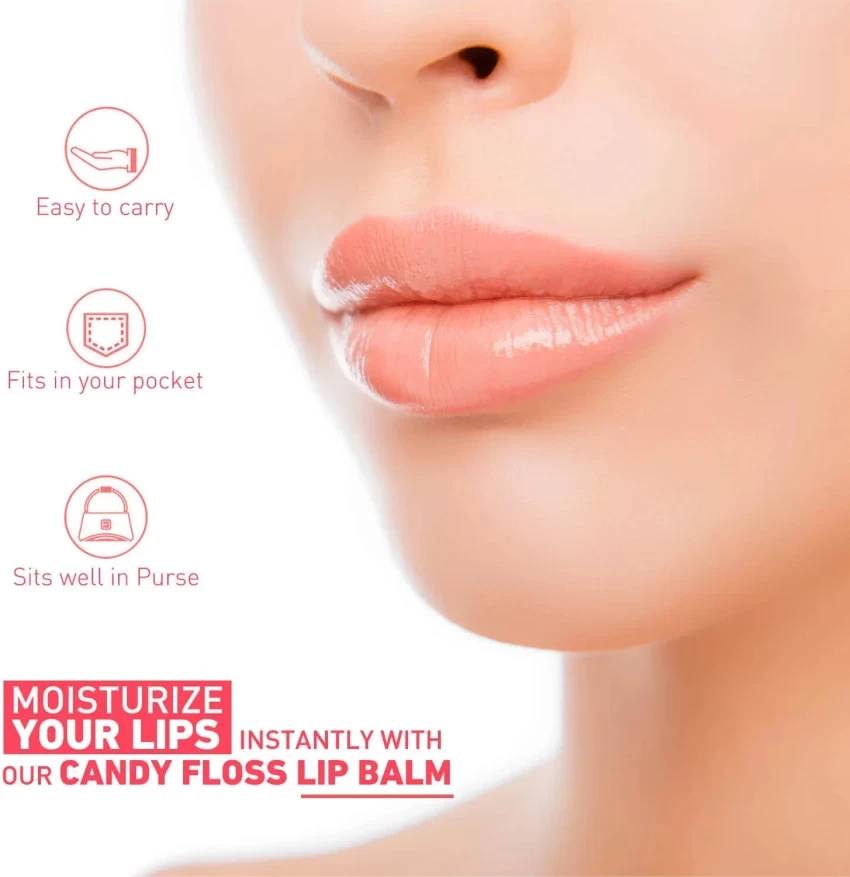 Easy to carry
Fits in your pocket
Sits well in Purse
MOISTURIZE
YOUR LIPS INSTANTLY WITH
OUR CANDY FLOSS LIP BALM